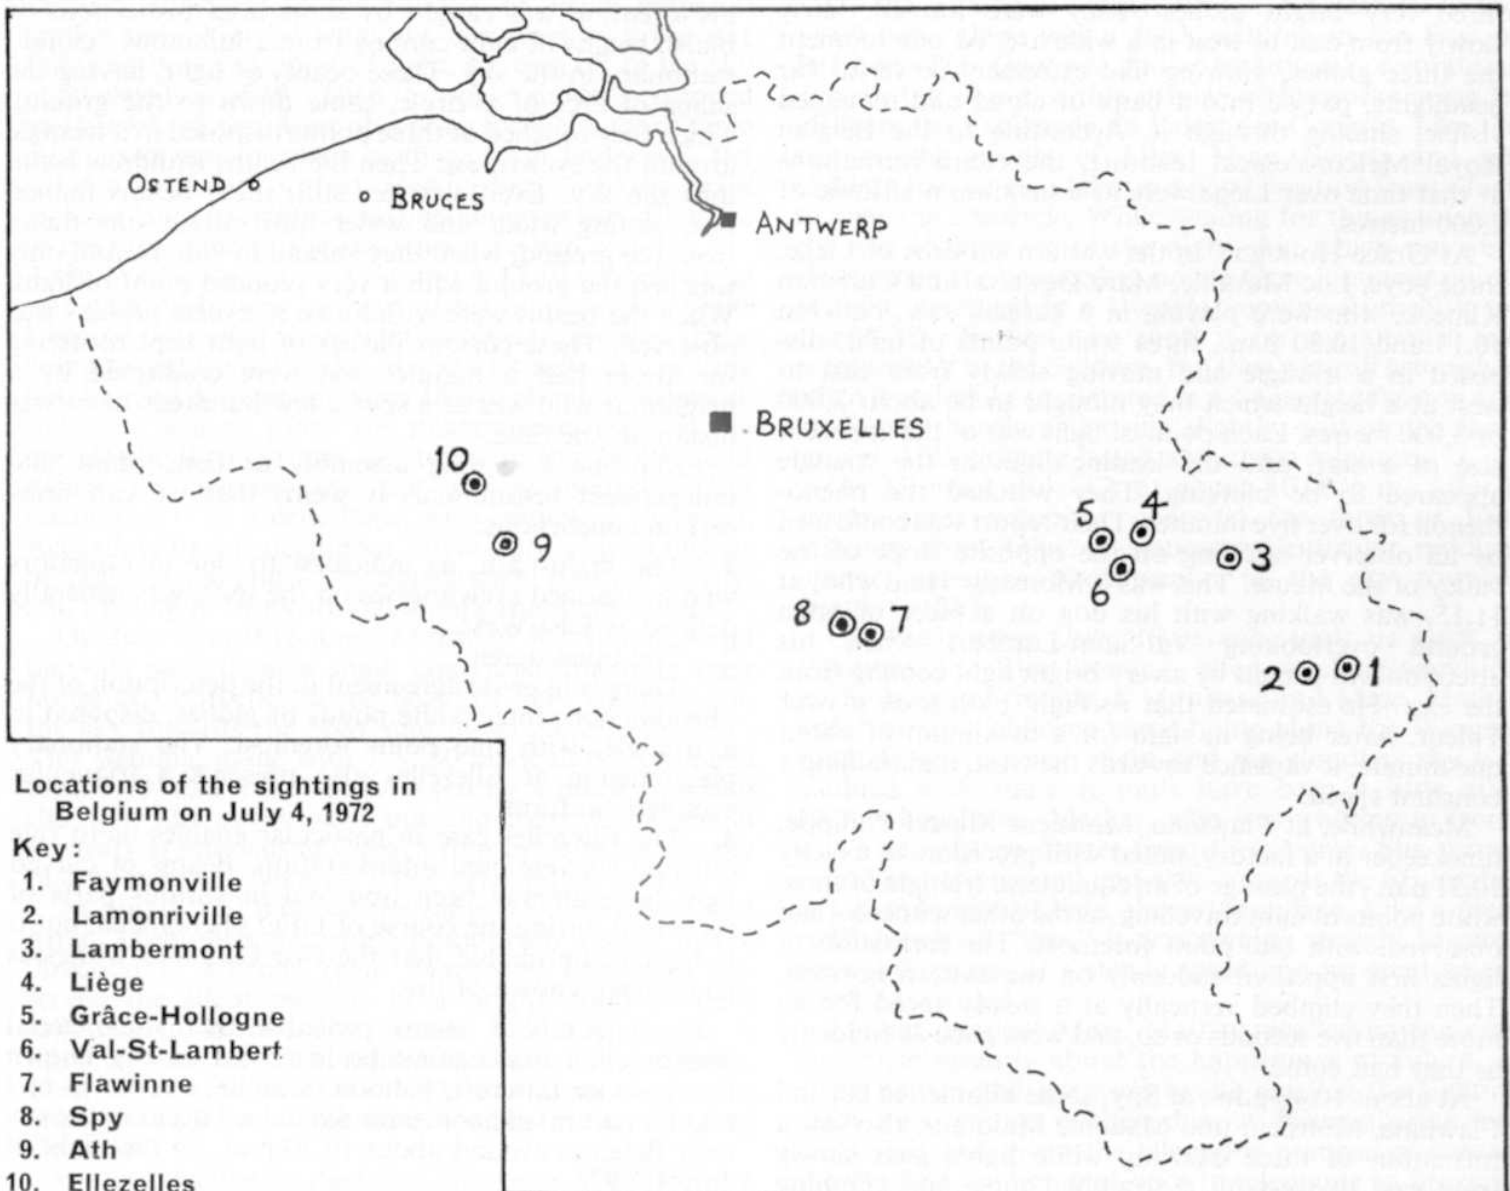 OSTEND
BRUGES
ANTWERP
BRUXELLES
10
9
5
4
3
6
8
7
2
1
Locations of the sightings in
Belgium on July 4, 1972
Key:
1. Faymonville
2. Lamonriville
3. Lambermont
4. Liège
5. Grâce-Hollogne
6. Val-St-Lambert
7. Flawinne
8. Spy
9. Ath
10. Ellezelles